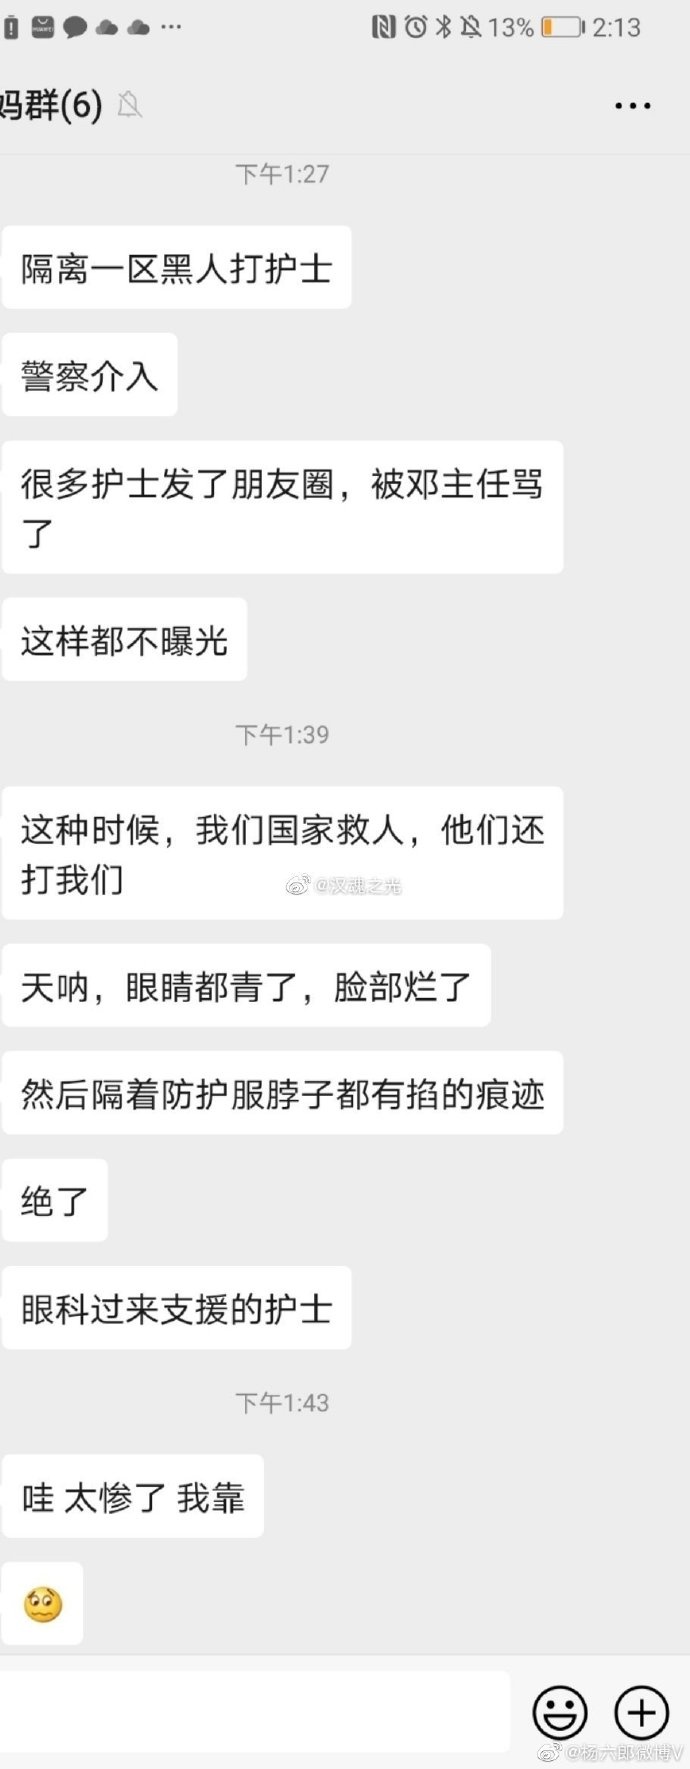 13% 2:13
妈群(6)
下午1:27
隔离一区黑人打护士
警察介入
很多护士发了朋友圈，被邓主任骂
了
这样都不曝光
下午1:39
这种时候，我们国家救人，他们还
打我们
@汉魂之光
天呐，眼睛都青了，脸部烂了
然后隔着防护服脖子都有掐的痕迹
绝了
眼科过来支援的护士
下午1:43
哇 太惨了 我靠
@杨六郎微博V